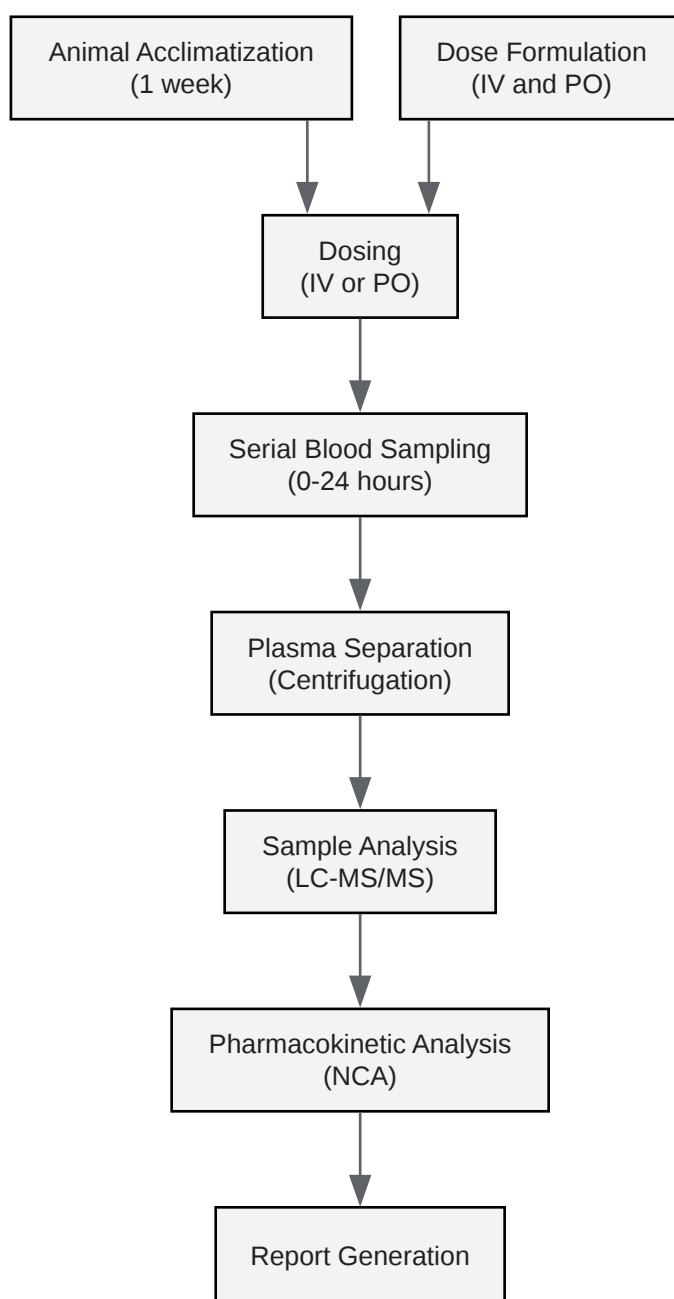 Animal Acclimatization
(1 week)
Dose Formulation
(IV and PO)
Dosing
(IV or PO)
Serial Blood Sampling
(0-24 hours)
Plasma Separation
(Centrifugation)
Sample Analysis
(LC-MS/MS)
Pharmacokinetic Analysis
(NCA)
Report Generation